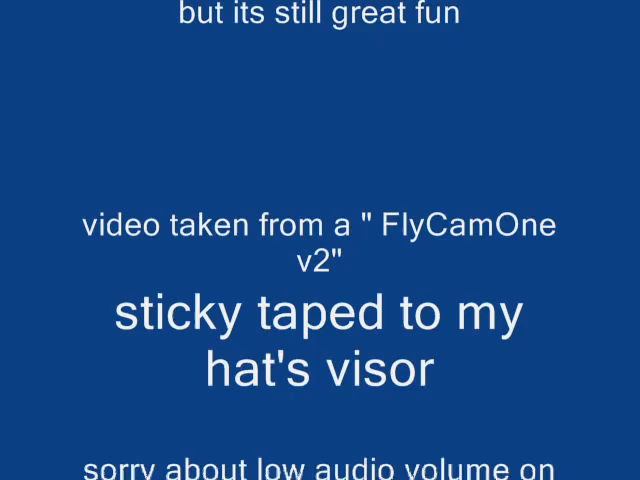 but its still great fun
video taken from a " FlyCamOne
v2"
sticky taped to my
hat's visor
sorry about low audio volume on